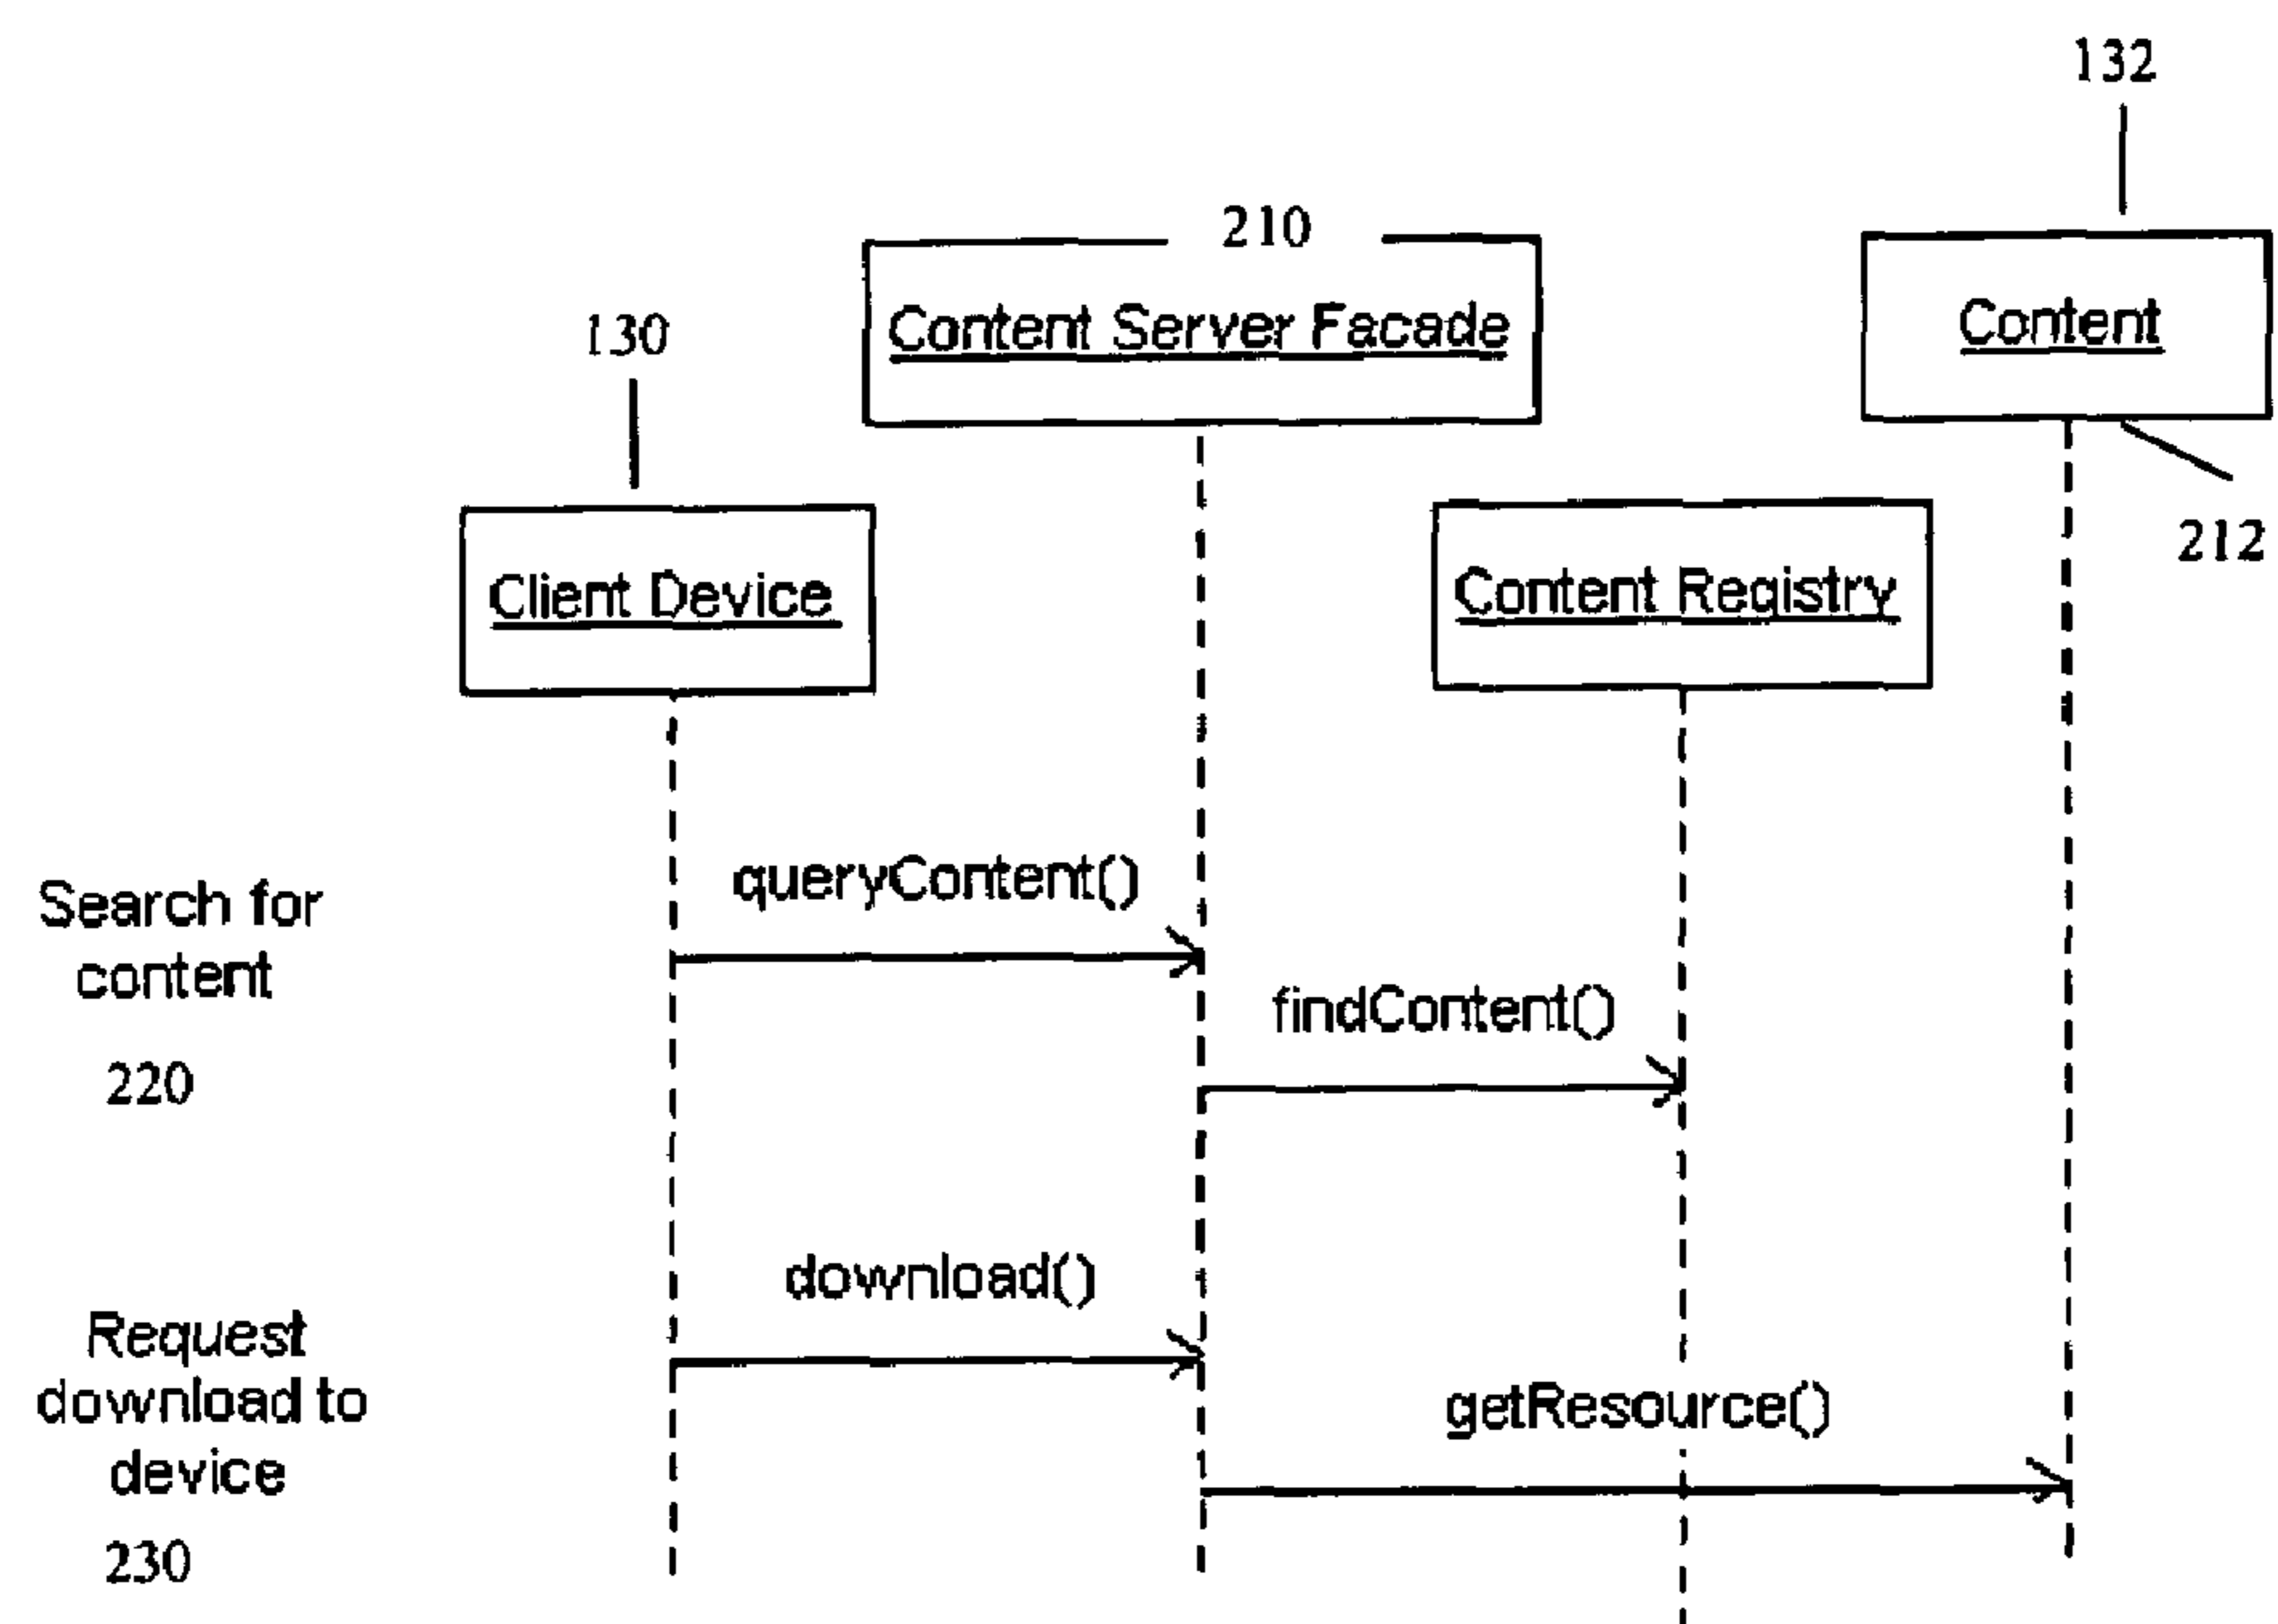 132
210
Content Server Facade
Content
130
212
Client Device
Content Registry
queryContent()
Search for
content
findContent()
220
download()
Request
download to
device
getResource()
230